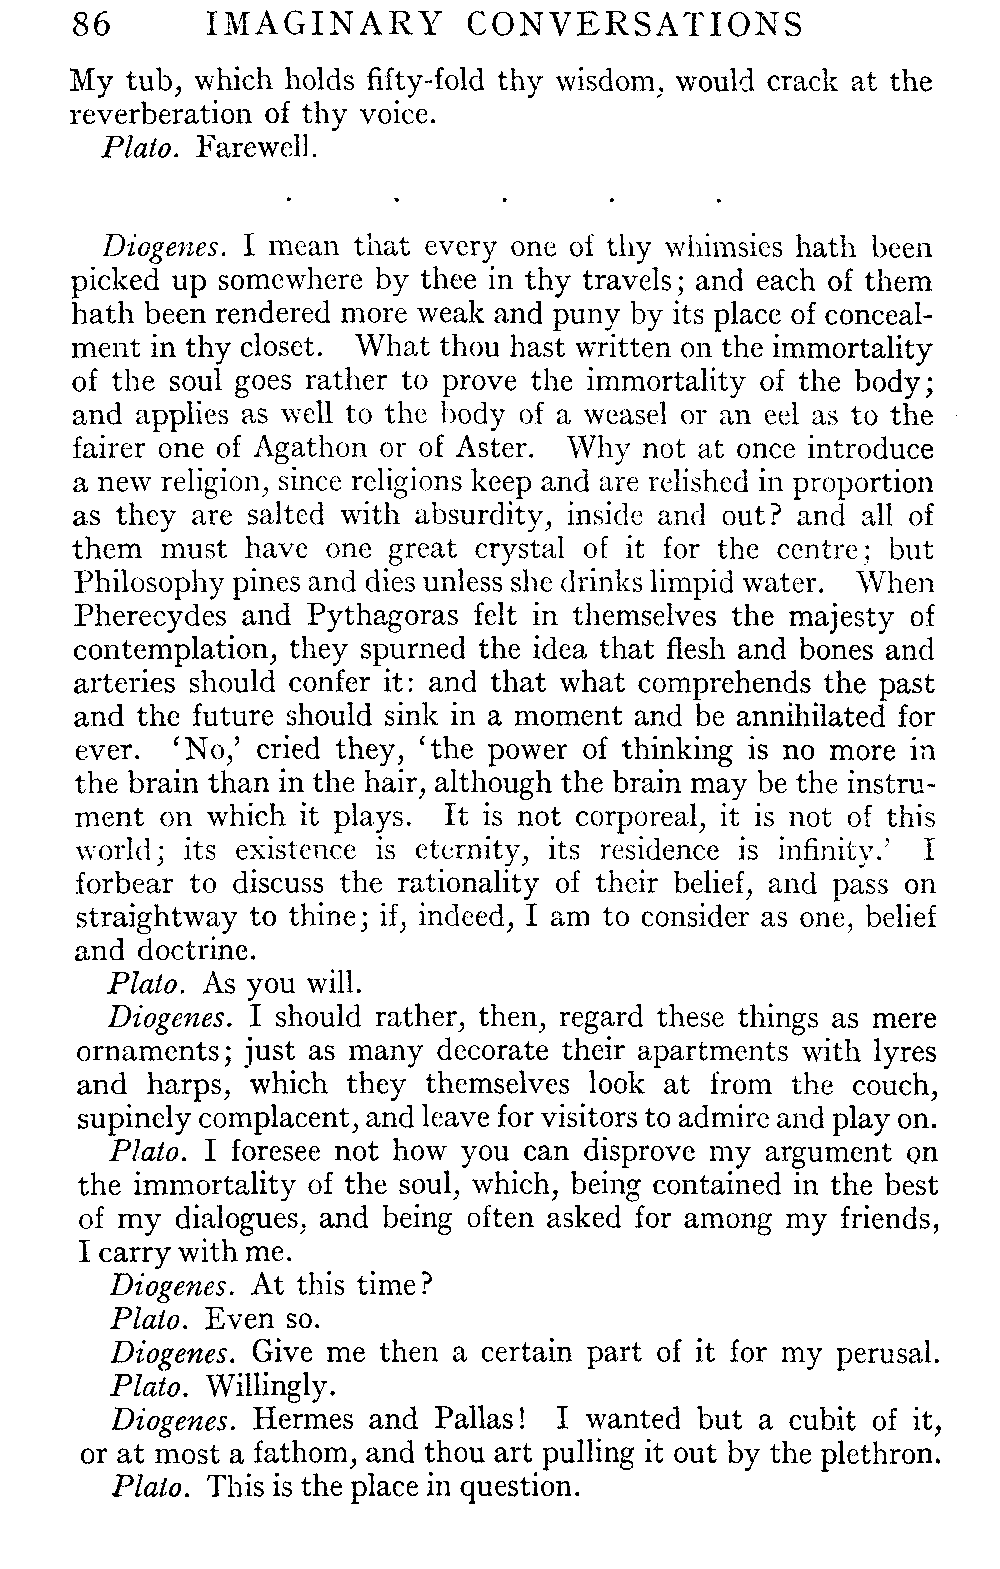 86 IMAGINARY CONVERSATIONS
My tub, which holds fifty-fold thy wisdom, would crack at the
reverberation of thy voice.
Plato. Farewell.
. . . . .
Diogenes. I mean that every one of thy whimsies hath been
picked up somewhere by thee in thy travels; and each of them
hath been rendered more weak and puny by its place of conceal-
ment in thy closet. What thou hast written on the immortality
of the soul goes rather to prove the immortality of the body;
and applies as well to the body of a weasel or an eel as to the
fairer one of Agathon or of Aster. Why not at once introduce
a new religion, since religions keep and are relished in proportion
as they are salted with absurdity, inside and out? and all of
them must have one great crystal of it for the centre; but
Philosophy pines and dies unless she drinks limpid water. When
Pherecydes and Pythagoras felt in themselves the majesty of
contemplation, they spurned the idea that flesh and bones and
arteries should confer it: and that what comprehends the past
and the future should sink in a moment and be annihilated for
ever. 'No,' cried they, 'the power of thinking is no more in
the brain than in the hair, although the brain may be the instru-
ment on which it plays. It is not corporeal, it is not of this
world; its existence is eternity, its residence is infinity.' I
forbear to discuss the rationality of their belief, and pass on
straightway to thine; if, indeed, I am to consider as one, belief
and doctrine.
Plato. As you will.
Diogenes. I should rather, then, regard these things as mere
ornaments; just as many decorate their apartments with lyres
and harps, which they themselves look at from the couch,
supinely complacent, and leave for visitors to admire and play on.
Plato. I foresee not how you can disprove my argument on
the immortality of the soul, which, being contained in the best
of my dialogues, and being often asked for among my friends,
I carry with me.
Diogenes. At this time?
Plato. Even so.
Diogenes. Give me then a certain part of it for my perusal.
Plato. Willingly.
Diogenes. Hermes and Pallas! I wanted but a cubit of it,
or at most a fathom, and thou art pulling it out by the plethron.
Plato. This is the place in question.